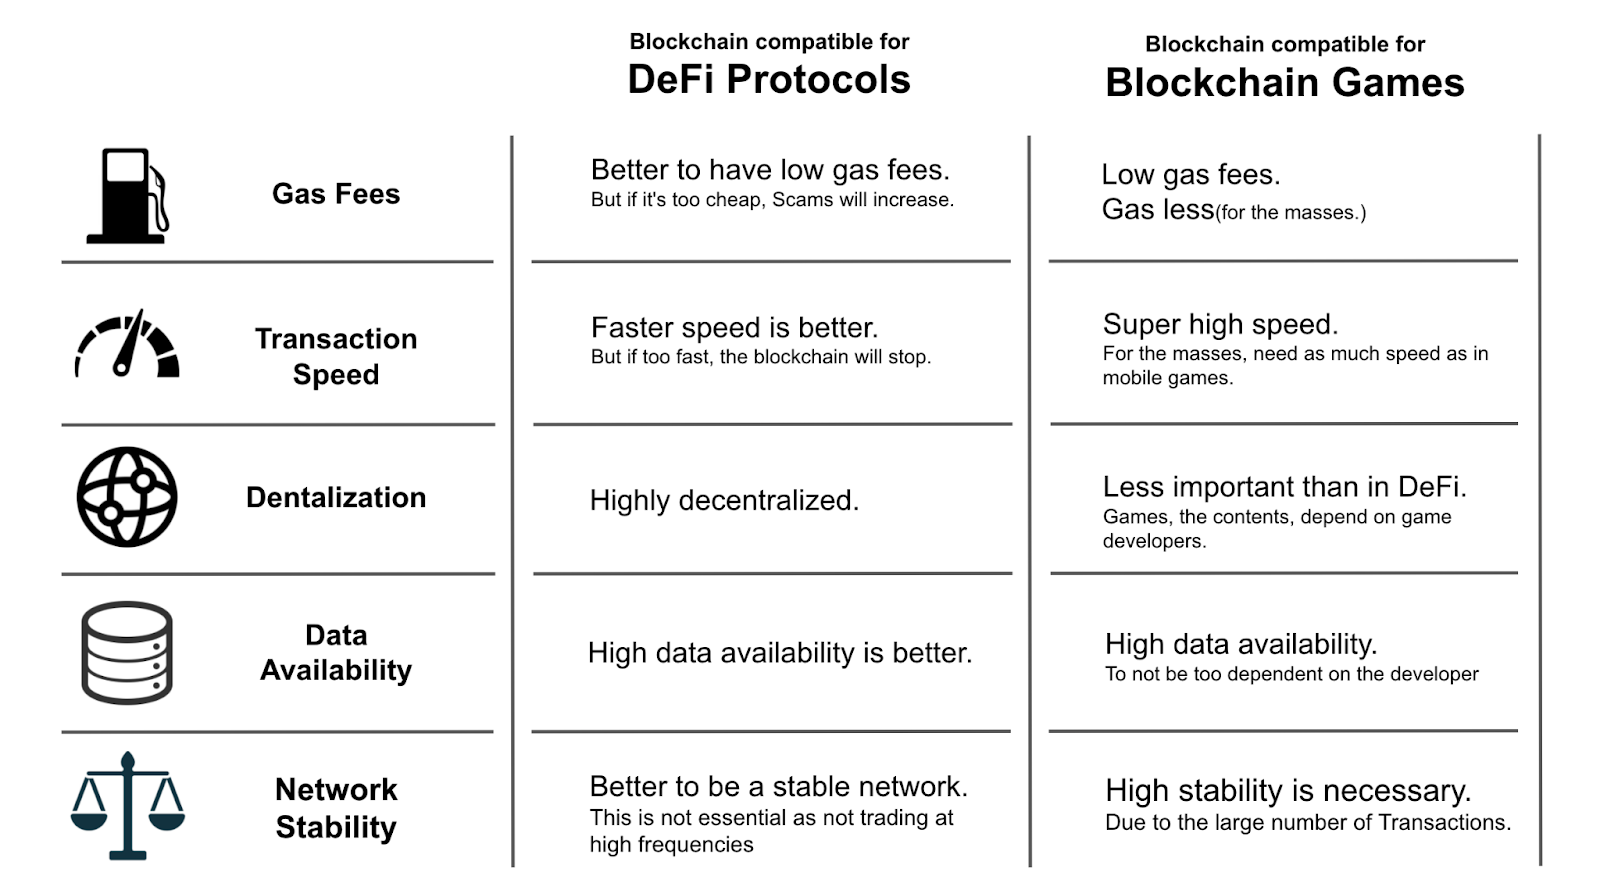 Blockchain compatible for
DeFi Protocols
Blockchain compatible for
Blockchain Games
Gas Fees
Better to have low gas fees.
But if it's too cheap, Scams will increase.
Low gas fees.
Gas less(for the masses.)
Transaction
Speed
Faster speed is better.
But if too fast, the blockchain will stop.
Super high speed.
For the masses, need as much speed as in
mobile games.
Dentalization
Highly decentralized.
Less important than in DeFi.
Games, the contents, depend on game
developers.
Data
Availability
High data availability is better.
High data availability.
To not be too dependent on the developer
Network
Stability
Better to be a stable network.
This is not essential as not trading at
high frequencies
High stability is necessary.
Due to the large number of Transactions.